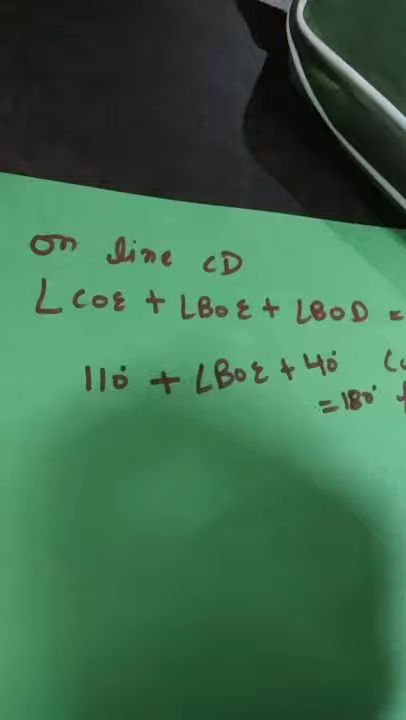 on line CD
∠COE + ∠BOE + ∠BOD =
110° + ∠BOE + 40°
= 180°